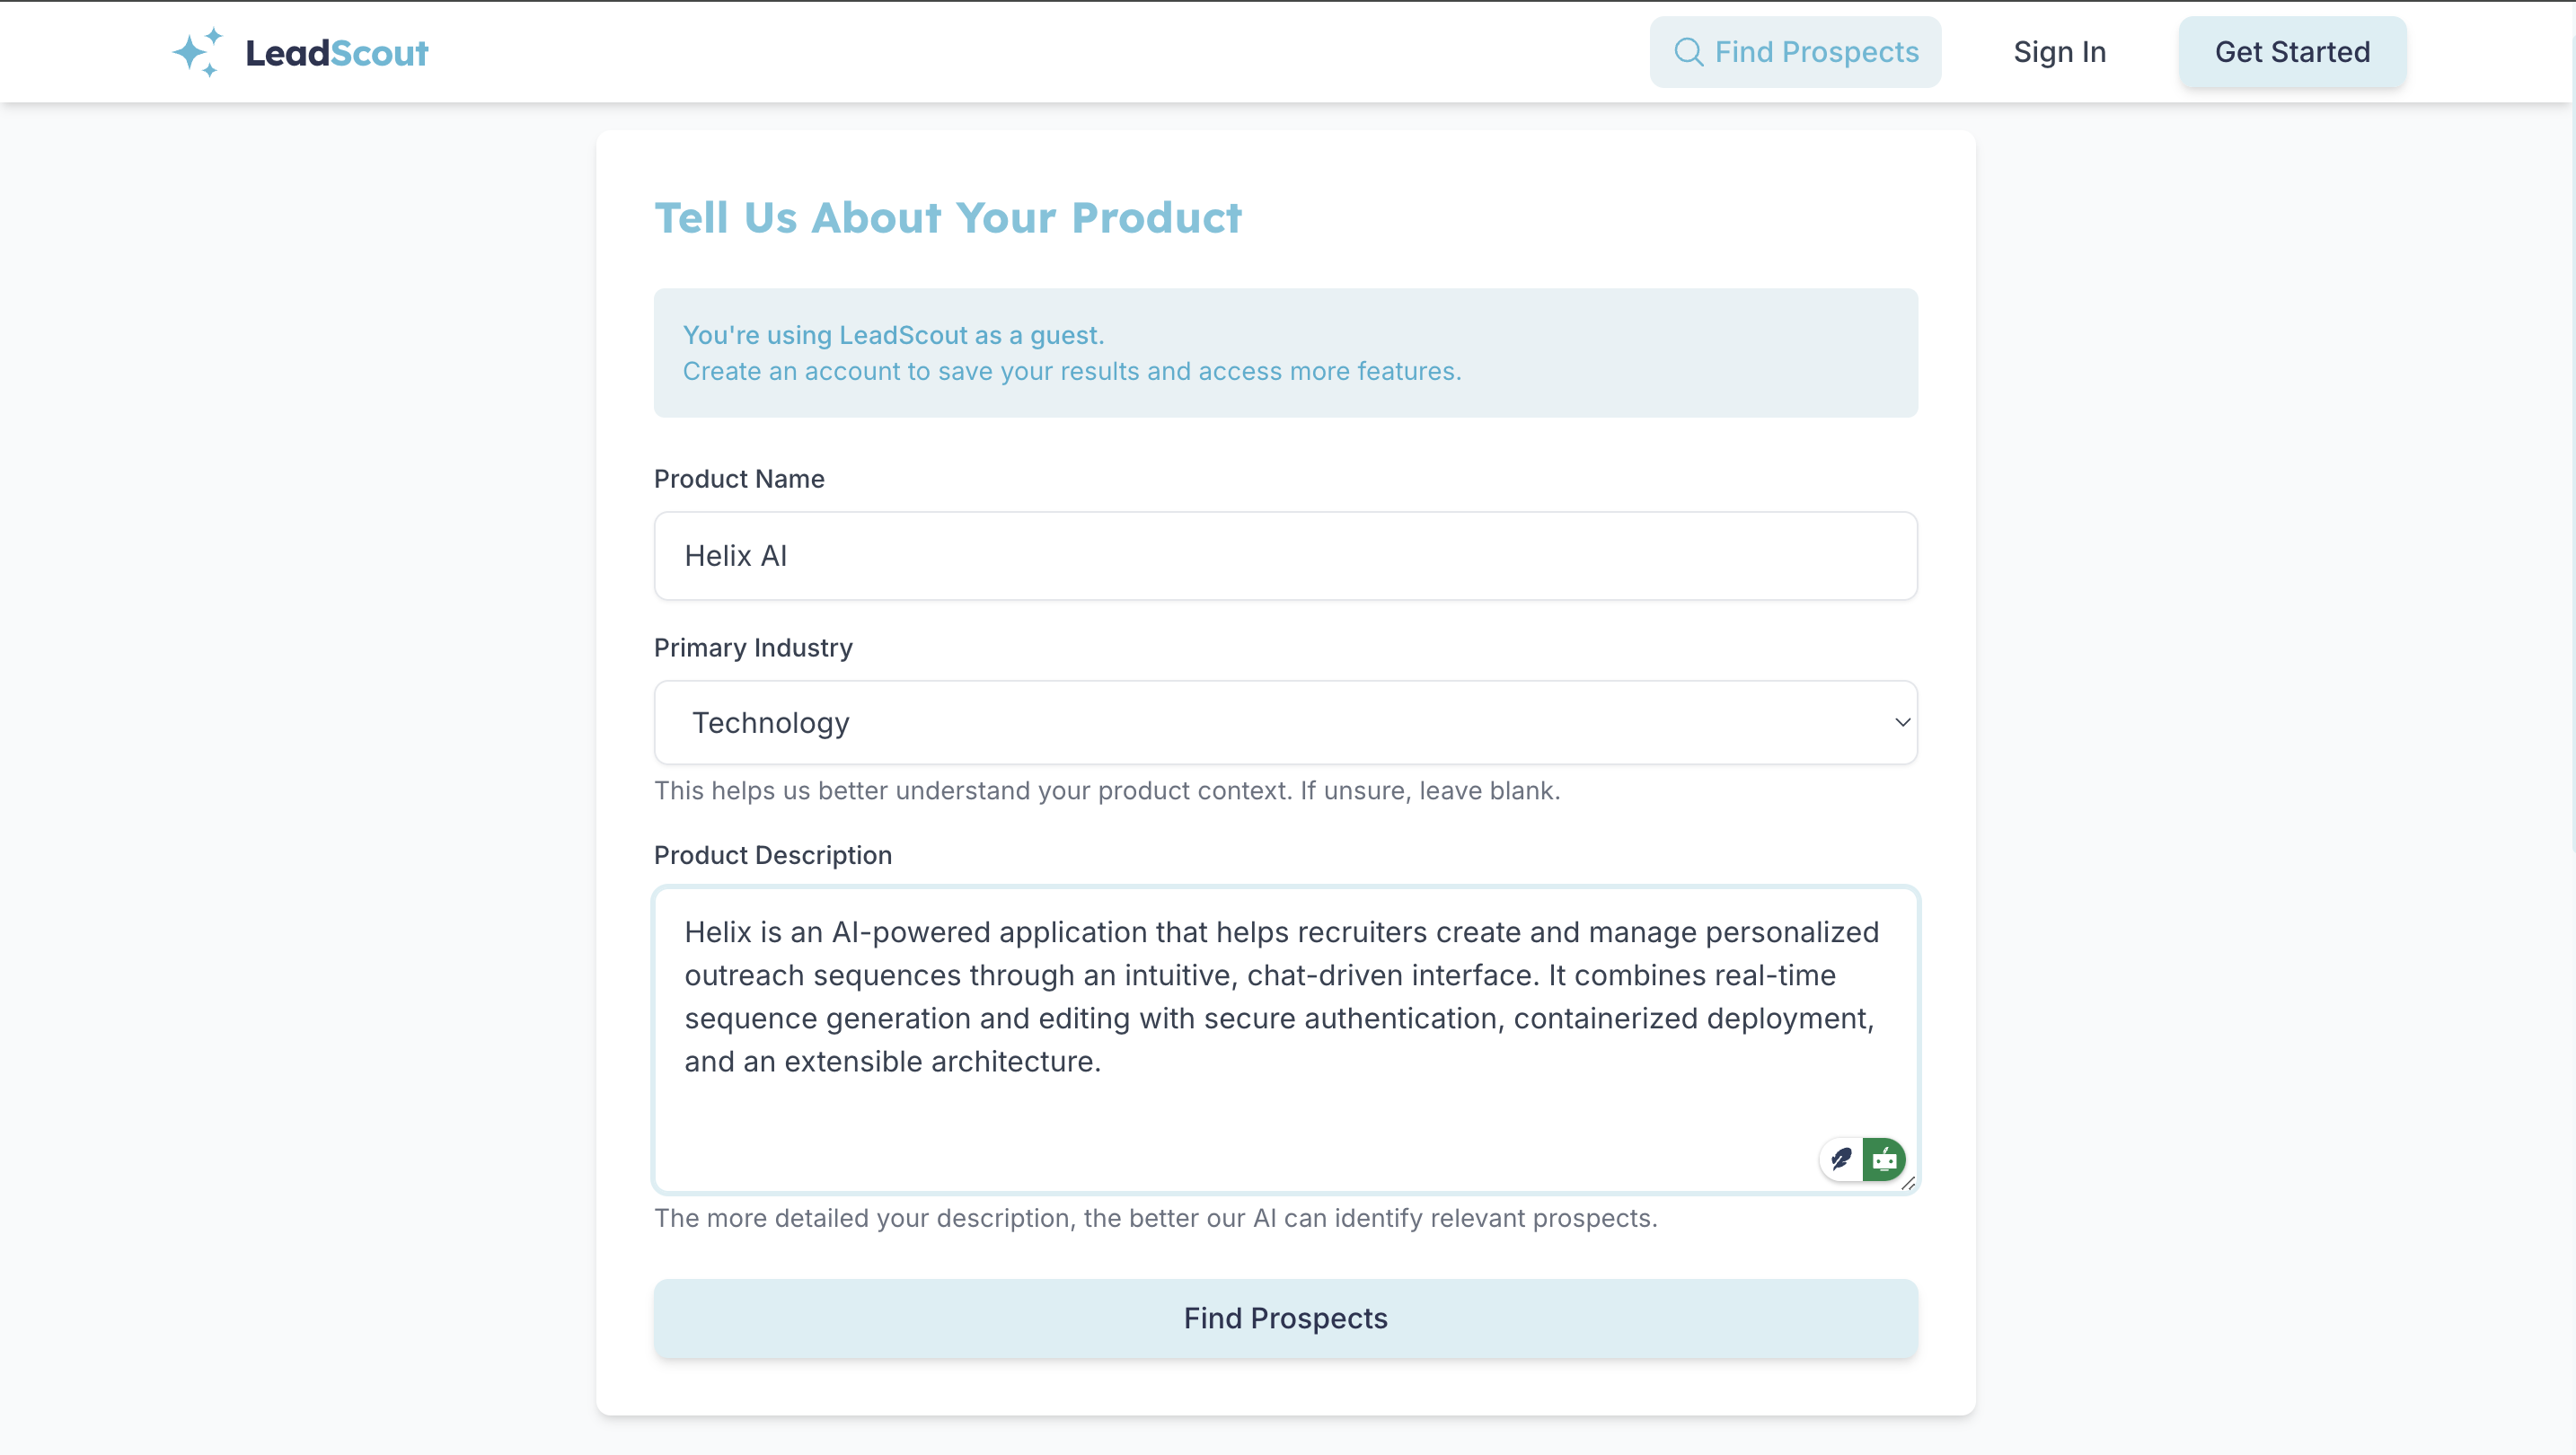 LeadScout
Find Prospects
Sign In
Get Started
Tell Us About Your Product
You're using LeadScout as a guest.
Create an account to save your results and access more features.
Product Name
Helix AI
Primary Industry
Technology
This helps us better understand your product context. If unsure, leave blank.
Product Description
Helix is an AI-powered application that helps recruiters create and manage personalized
outreach sequences through an intuitive, chat-driven interface. It combines real-time
sequence generation and editing with secure authentication, containerized deployment,
and an extensible architecture.
The more detailed your description, the better our AI can identify relevant prospects.
Find Prospects